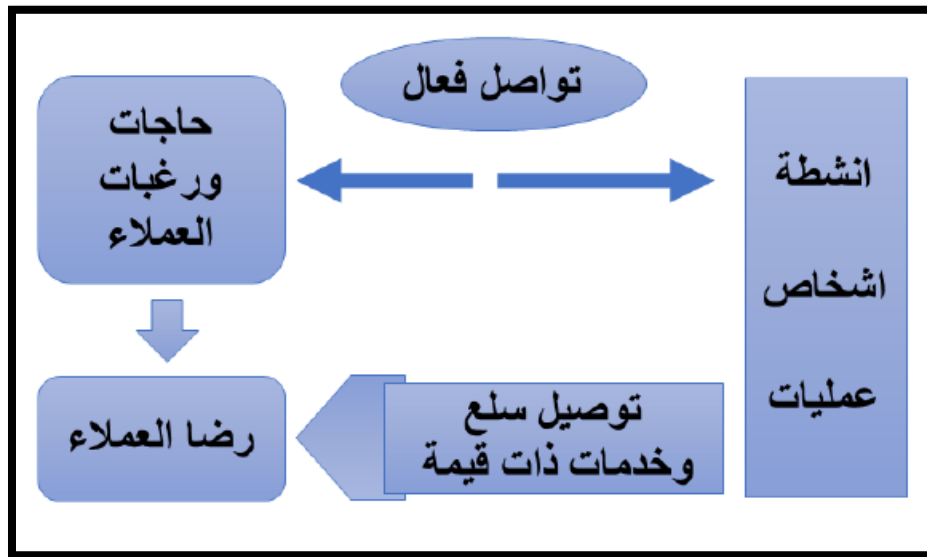 تواصل فعال
حاجات
ورغبات
العملاء
انشطة
اشخاص
عمليات
توصيل سلع
وخدمات ذات قيمة
رضا العملاء